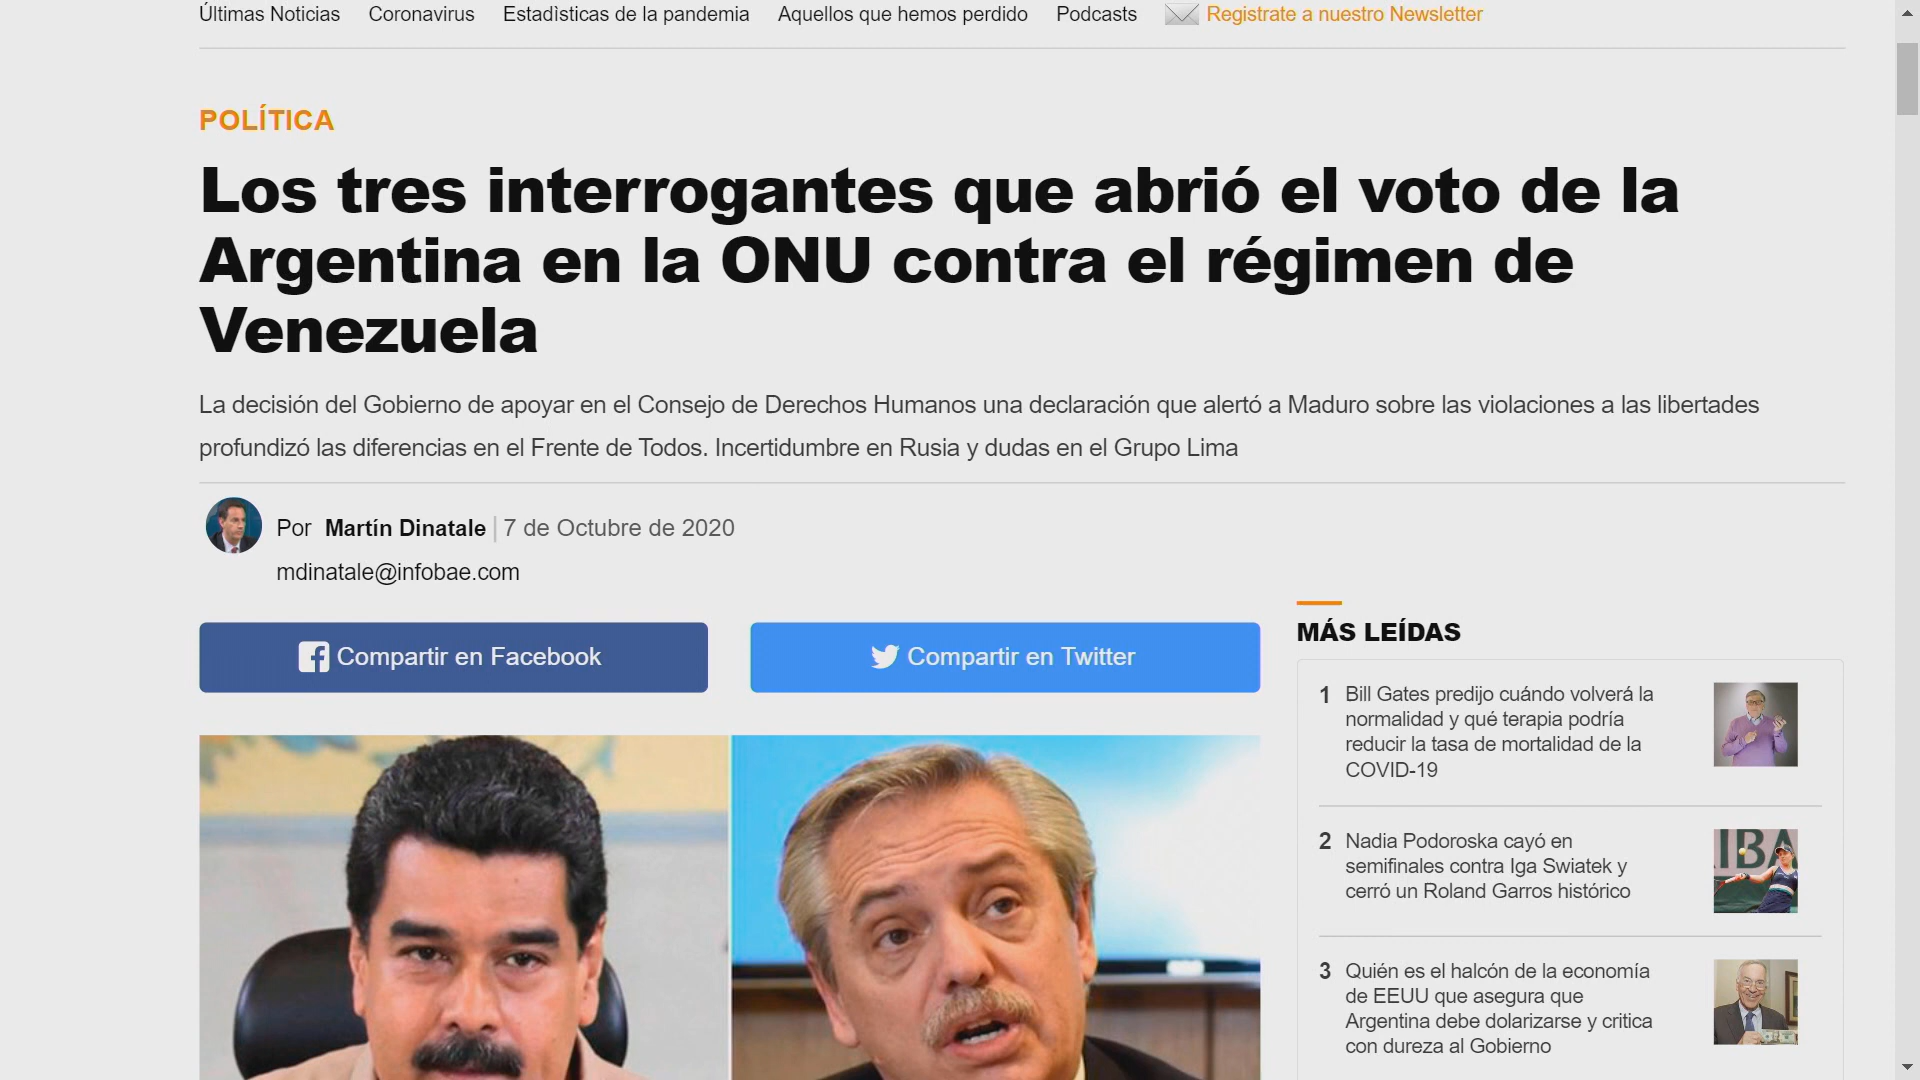 Últimas Noticias Coronavirus Estadìsticas de la pandemia Aquellos que hemos perdido Podcasts Registrate a nuestro Newsletter
POLÍTICA
Los tres interrogantes que abrió el voto de la
Argentina en la ONU contra el régimen de
Venezuela
La decisión del Gobierno de apoyar en el Consejo de Derechos Humanos una declaración que alertó a Maduro sobre las violaciones a las libertades
profundizó las diferencias en el Frente de Todos. Incertidumbre en Rusia y dudas en el Grupo Lima
Por Martín Dinatale | 7 de Octubre de 2020
mdinatale@infobae.com
Compartir en Facebook
Compartir en Twitter
MÁS LEÍDAS
1 Bill Gates predijo cuándo volverá la
normalidad y qué terapia podría
reducir la tasa de mortalidad de la
COVID-19
2 Nadia Podoroska cayó en
semifinales contra Iga Swiatek y
cerró un Roland Garros histórico
3 Quién es el halcón de la economía
de EEUU que asegura que
Argentina debe dolarizarse y critica
con dureza al Gobierno